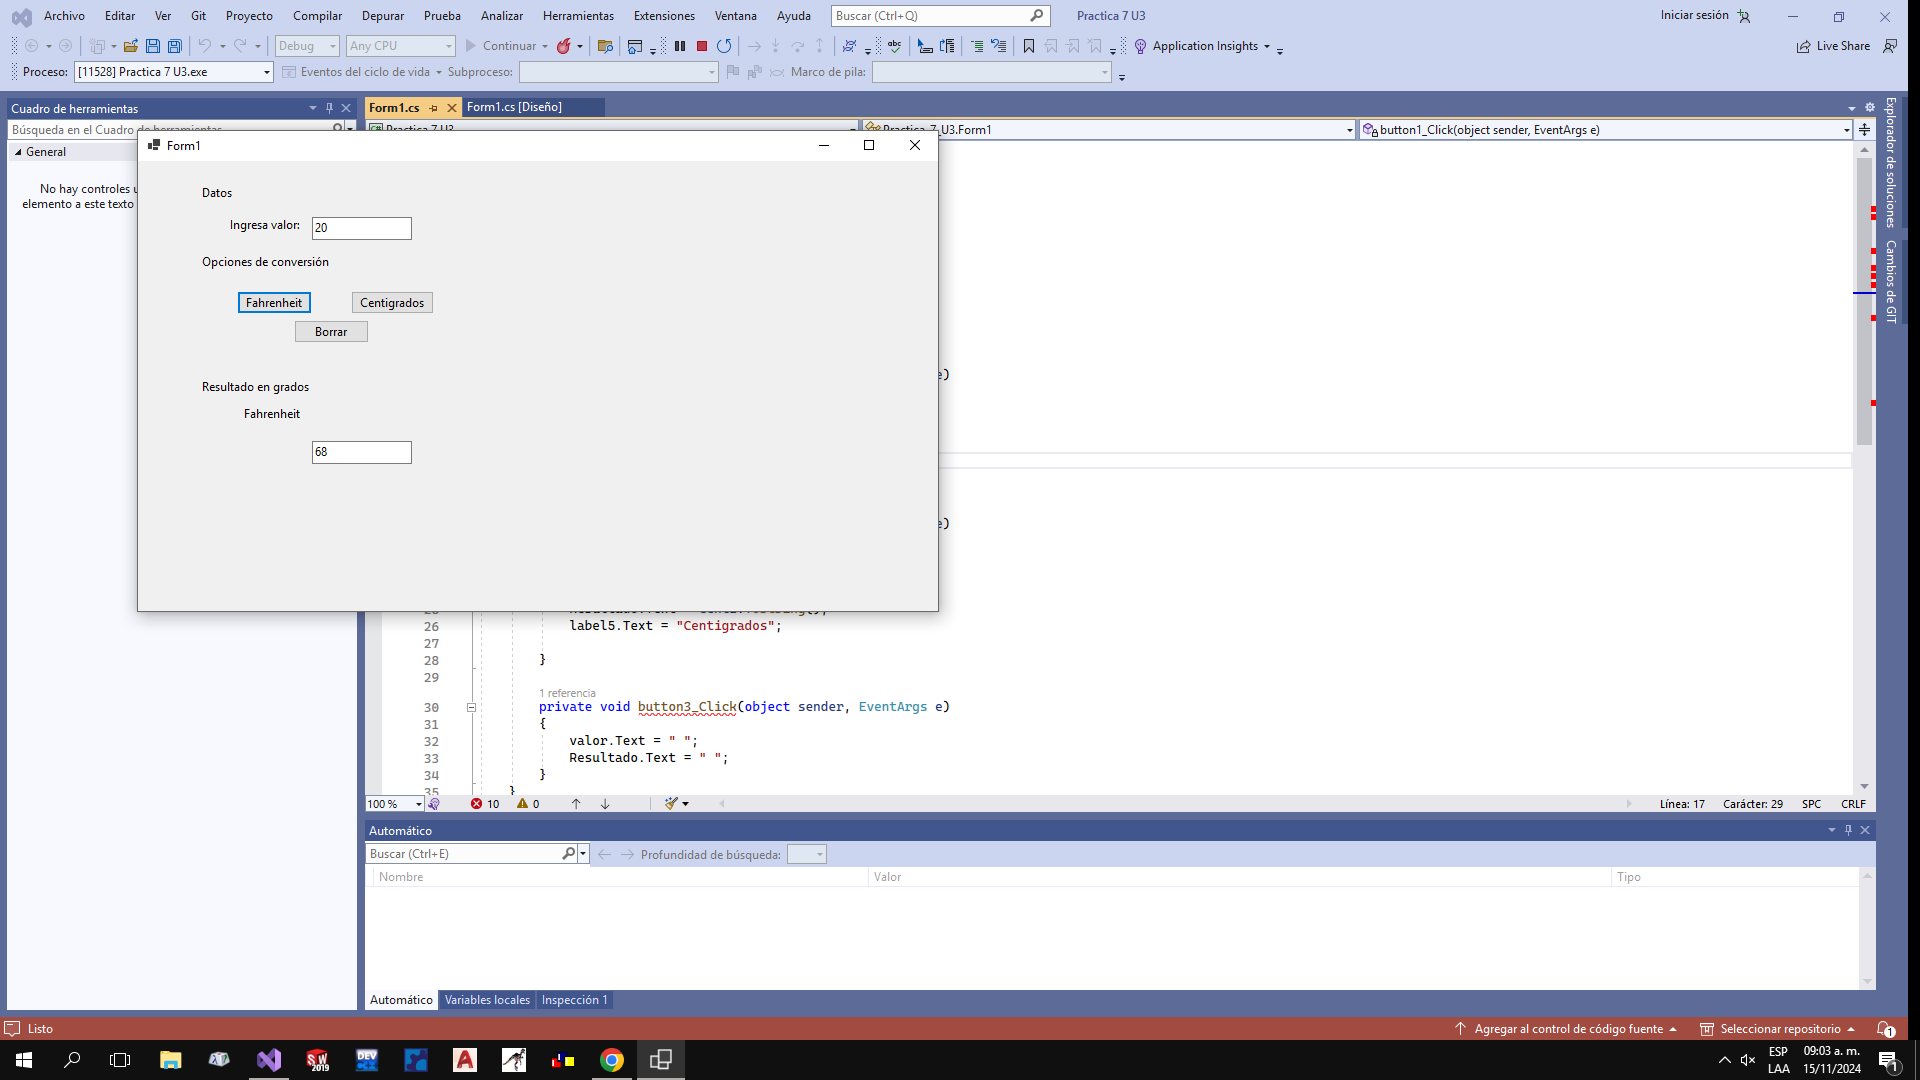 Archivo Editar Ver Git Proyecto Compilar Depurar Prueba Analizar Herramientas Extensiones Ventana Ayuda Buscar (Ctrl+Q) Practica 7 U3 Iniciar sesión
Debug Any CPU Continuar Application Insights Live Share
Proceso: [11528] Practica 7 U3.exe Eventos del ciclo de vida Subproceso: Marco de pila:
Cuadro de herramientas
Form1.cs Form1.cs [Diseño]
Búsqueda en el Cuadro de herramientas
Practica 7 U3 Practica_7_U3.Form1 button1_Click(object sender, EventArgs e)
General
No hay controles u
elemento a este texto
Form1
Datos
Ingresa valor: 20
Opciones de conversión
Fahrenheit Centigrados
Borrar
Resultado en grados
Fahrenheit
68
e)
e)
26 label5.Text = "Centigrados";
27
28 }
29
1 referencia
30 private void button3_Click(object sender, EventArgs e)
31 {
32 valor.Text = " ";
33 Resultado.Text = " ";
34 }
35 }
100 % 10 0 Línea: 17 Carácter: 29 SPC CRLF
Automático
Buscar (Ctrl+E) Profundidad de búsqueda:
Nombre Valor Tipo
Automático Variables locales Inspección 1
Explorador de soluciones
Cambios de GIT
Listo Agregar al control de código fuente Seleccionar repositorio 1
SW 2019 DEV C++ A ESP LAA 09:03 a. m. 15/11/2024 1